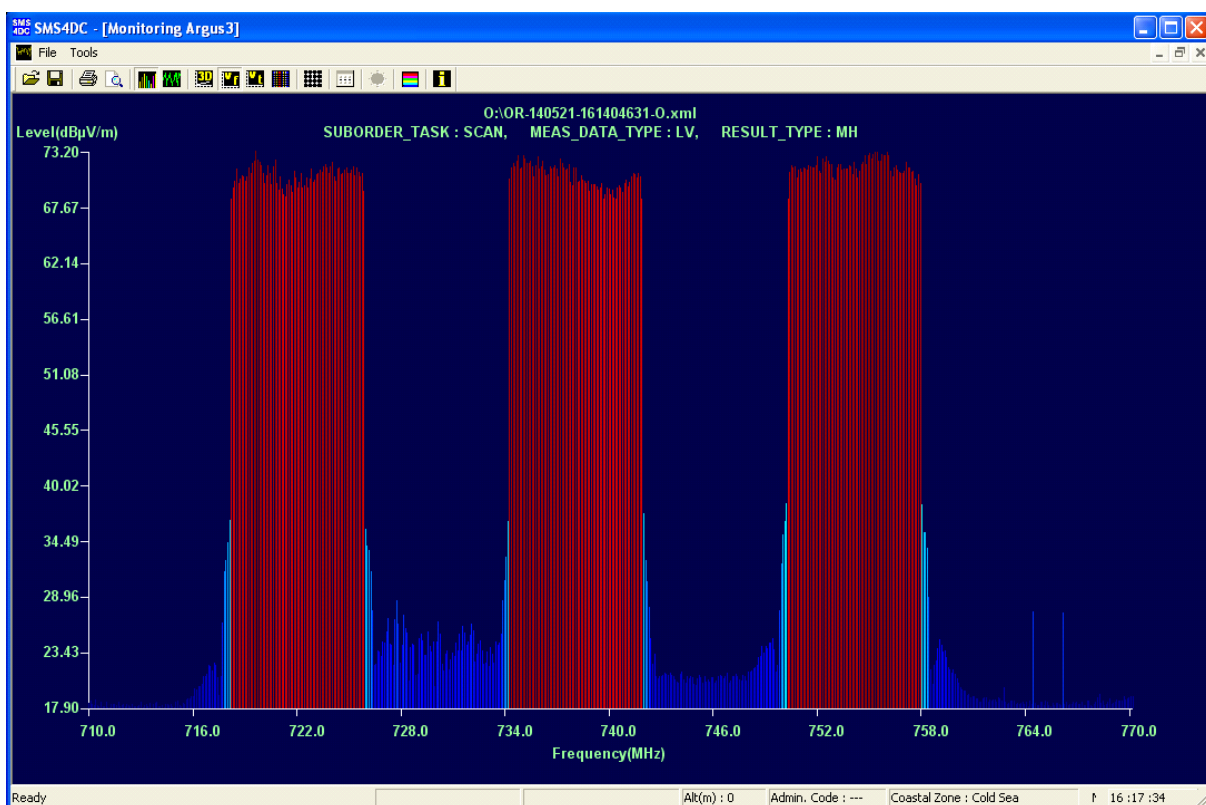 SMS4DC - [Monitoring Argus3]
File Tools
3D
O:\OR-140521-161404631-O.xml
Level(dBµV/m)
SUBORDER_TASK : SCAN, MEAS_DATA_TYPE : LV, RESULT_TYPE : MH
73.20
67.67
62.14
56.61
51.08
45.55
40.02
34.49
28.96
23.43
17.90
710.0 716.0 722.0 728.0 734.0 740.0 746.0 752.0 758.0 764.0 770.0
Frequency(MHz)
Ready Alt(m) : 0 Admin. Code : --- Coastal Zone : Cold Sea 16 :17 :34